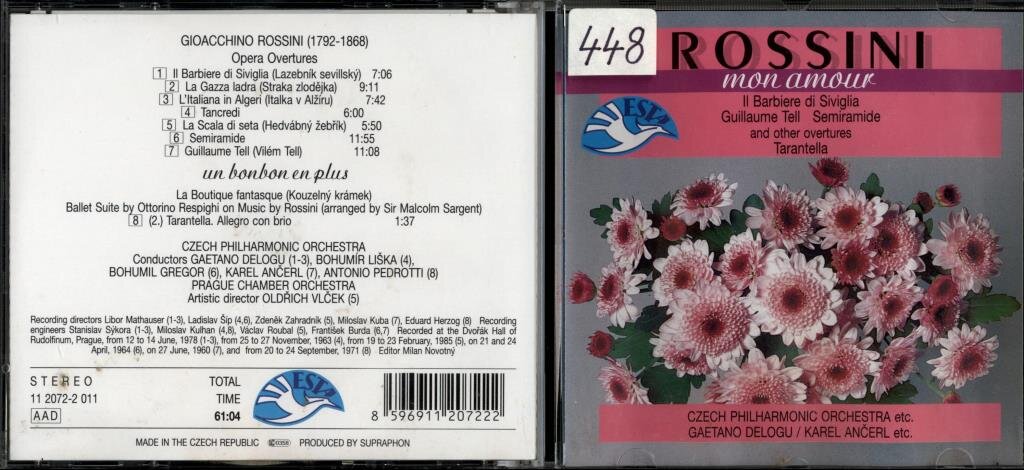 GIOACCHINO ROSSINI (1792-1868)
Opera Overtures
1 Il Barbiere di Siviglia (Lazebník sevillský) 7:06
2 La Gazza ladra (Straka zlodějka) 9:11
3 L'Italiana in Algeri (Italka v Alžíru) 7:42
4 Tancredi 6:00
5 La Scala di seta (Hedvábný žebřík) 5:50
6 Semiramide 11:55
7 Guillaume Tell (Vilém Tell) 11:08
un bonbon en plus
La Boutique fantasque (Kouzelný krámek)
Ballet Suite by Ottorino Respighi on Music by Rossini (arranged by Sir Malcolm Sargent)
8 (2.) Tarantella. Allegro con brio 1:37
CZECH PHILHARMONIC ORCHESTRA
Conductors GAETANO DELOGU (1-3), BOHUMÍR LIŠKA (4),
BOHUMIL GREGOR (6), KAREL ANČERL (7), ANTONIO PEDROTTI (8)
PRAGUE CHAMBER ORCHESTRA
Artistic director OLDŘICH VLČEK (5)
Recording directors Libor Mathauser (1-3), Ladislav Šíp (4,6), Zdeněk Zahradník (5), Miloslav Kuba (7), Eduard Herzog (8) Recording
engineers Stanislav Sýkora (1-3), Miloslav Kulhan (4,8), Václav Roubal (5), František Burda (6,7) Recorded at the Dvořák Hall of
Rudolfinum, Prague, from 12 to 14 June, 1978 (1-3), from 25 to 27 November, 1963 (4), from 19 to 23 February, 1985 (5), on 21 and 24
April, 1964 (6), on 27 June, 1960 (7), and from 20 to 24 September, 1971 (8) Editor Milan Novotný
STEREO
11 2072-2 011
AAD
TOTAL
TIME
61:04
ESTA
8 596911 207222
MADE IN THE CZECH REPUBLIC 0358 PRODUCED BY SUPRAPHON
448
ROSSINI
mon amour
ESTA
Il Barbiere di Siviglia
Guillaume Tell Semiramide
and other overtures
Tarantella
CZECH PHILHARMONIC ORCHESTRA etc.
GAETANO DELOGU / KAREL ANČERL etc.